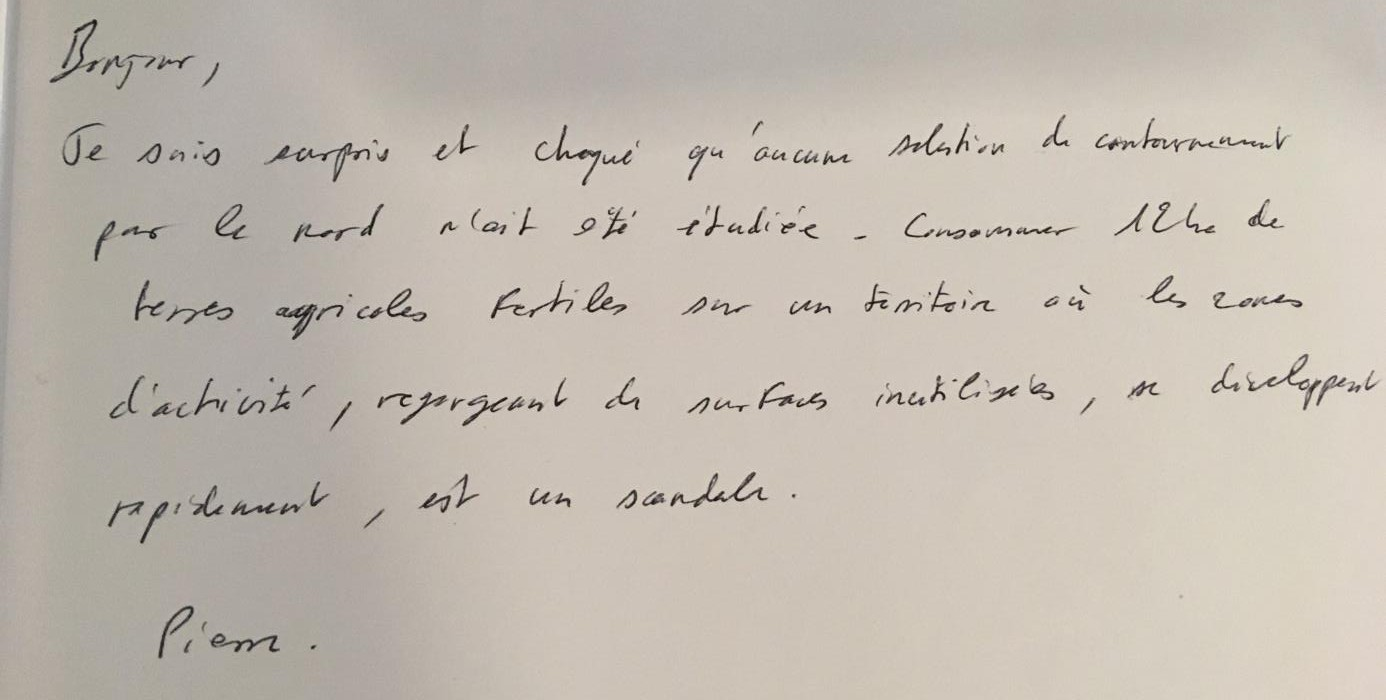 Bonjour,
Je suis surpris et choqué qu'aucune solution de contournement
par le nord n'ait été étudiée. Consommer 12ha de
terres agricoles fertiles sur un territoire où les zones
d'activité, regorgeant de surfaces inutilisées, se développent
rapidement, est un scandale.
Pierre.